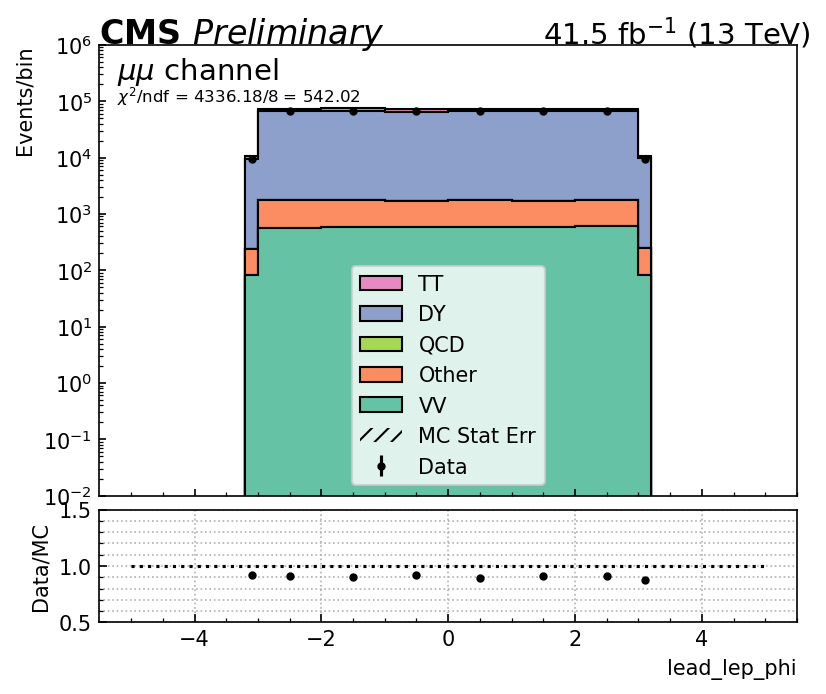 CMS Preliminary 41.5 fb⁻¹ (13 TeV)
μμ channel
χ²/ndf = 4336.18/8 = 542.02
Events/bin
10⁶
10⁵
10⁴
10³
10²
10¹
10⁰
10⁻¹
10⁻²
TT
DY
QCD
Other
VV
MC Stat Err
Data
Data/MC
1.5
1.0
0.5
−4 −2 0 2 4
lead_lep_phi